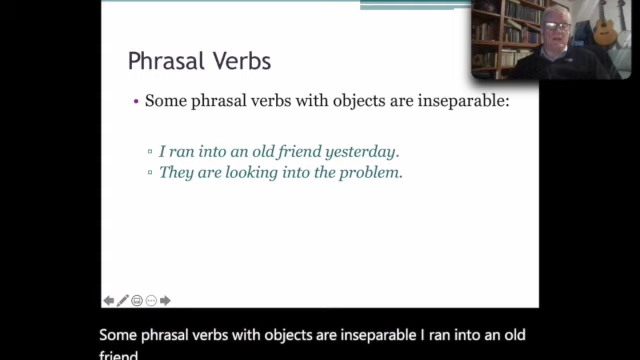 Phrasal Verbs
• Some phrasal verbs with objects are inseparable:
▫ I ran into an old friend yesterday.
▫ They are looking into the problem.
Some phrasal verbs with objects are inseparable I ran into an old
friend